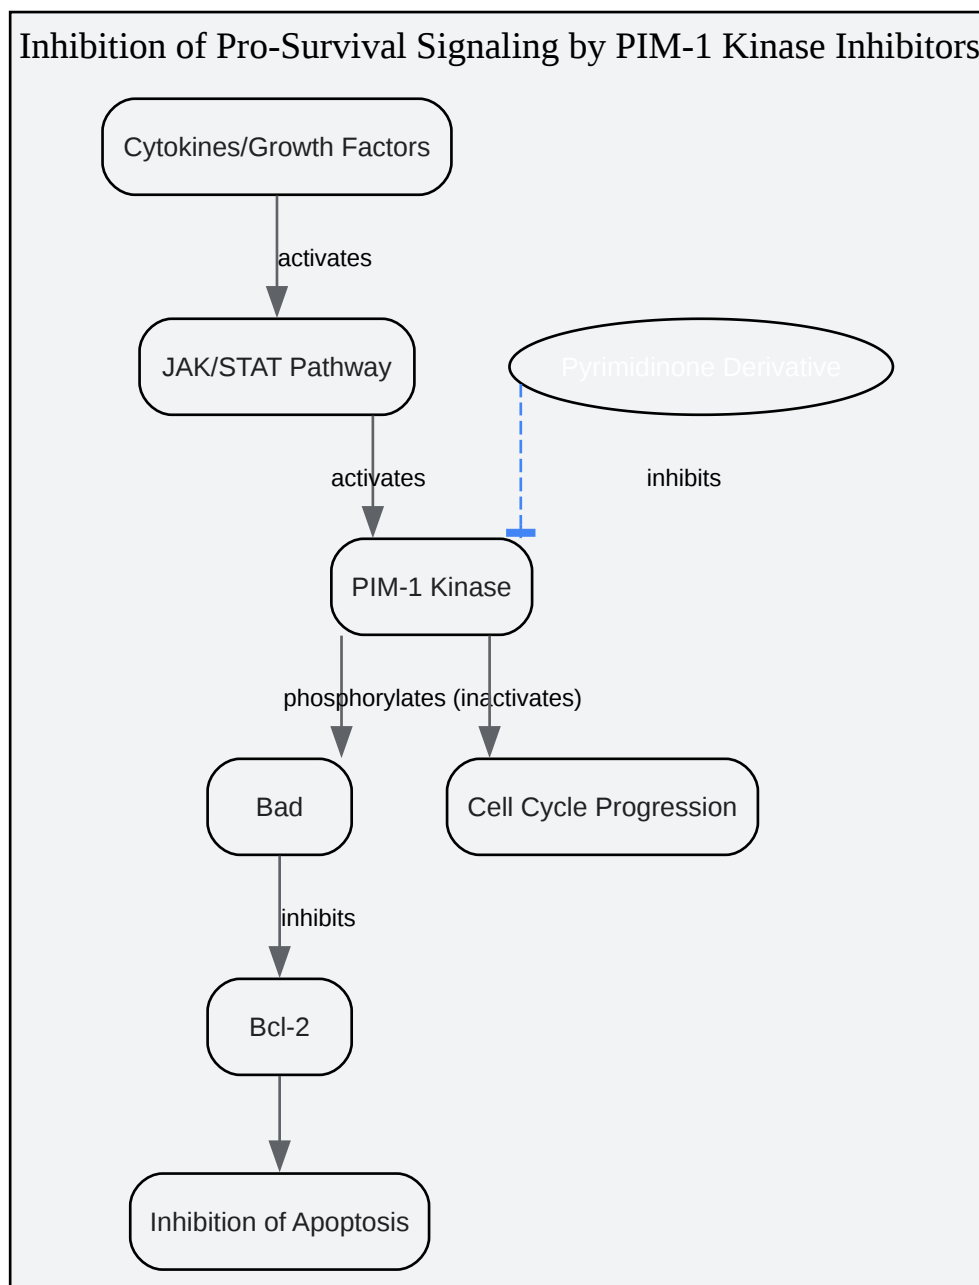 Inhibition of Pro-Survival Signaling by PIM-1 Kinase Inhibitors
Cytokines/Growth Factors
activates
JAK/STAT Pathway
Pyrimidinone Derivative
activates
inhibits
PIM-1 Kinase
phosphorylates (inactivates)
Bad
Cell Cycle Progression
inhibits
Bcl-2
Inhibition of Apoptosis